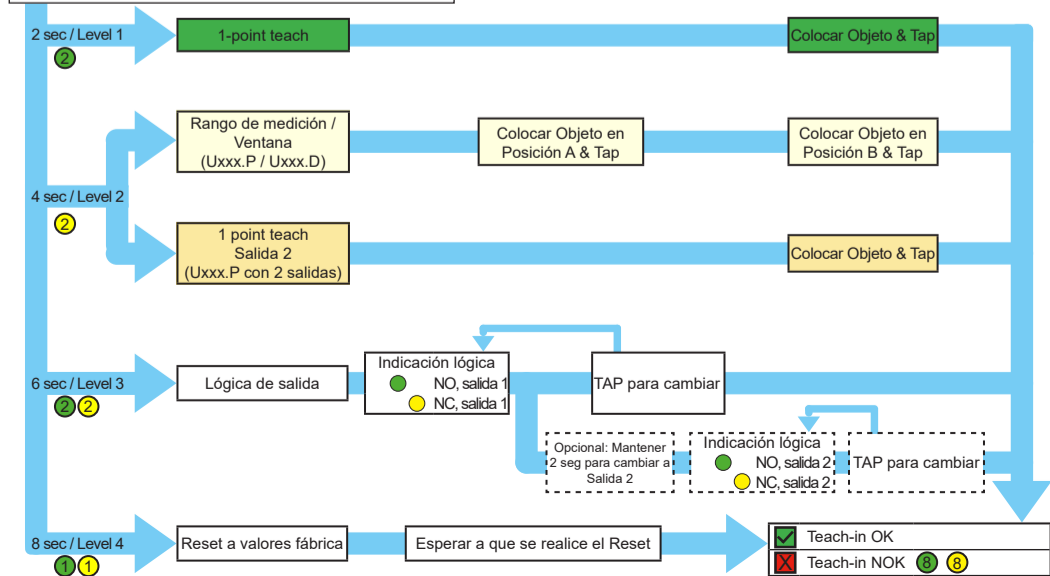 2 sec / Level 1
2
1-point teach
Colocar Objeto & Tap
4 sec / Level 2
2
Rango de medición /
Ventana
(Uxxx.P / Uxxx.D)
Colocar Objeto en
Posición A & Tap
Colocar Objeto en
Posición B & Tap
1 point teach
Salida 2
(Uxxx.P con 2 salidas)
Colocar Objeto & Tap
6 sec / Level 3
2 2
Lógica de salida
Indicación lógica
NO, salida 1
NC, salida 1
TAP para cambiar
Opcional: Mantener
2 seg para cambiar a
Salida 2
Indicación lógica
NO, salida 2
NC, salida 2
TAP para cambiar
8 sec / Level 4
1 1
Reset a valores fábrica
Esperar a que se realice el Reset
Teach-in OK
Teach-in NOK 8 8